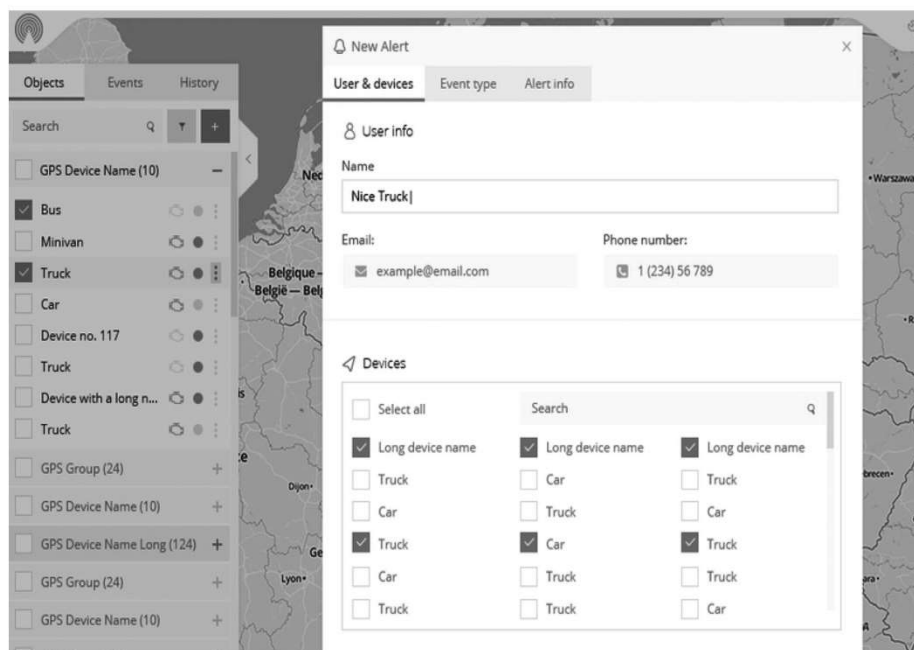 New Alert
X
User & devices
Event type
Alert info
User info
Name
Nice Truck
Email:
Phone number:
example@email.com
1 (234) 56 789
Devices
Select all
Search
Long device name
Long device name
Long device name
Truck
Car
Truck
Car
Truck
Car
Truck
Car
Truck
Car
Truck
Truck
Truck
Truck
Car
Objects
Events
History
Search
GPS Device Name (10)
Bus
Minivan
Truck
Car
Device no. 117
Truck
Device with a long n...
Truck
GPS Group (24)
GPS Device Name (10)
GPS Device Name Long (124)
GPS Group (24)
GPS Device Name (10)
Ned
Belgique —
België — Belg
Dijon
Lyon
Ge
Warszawa
brecen